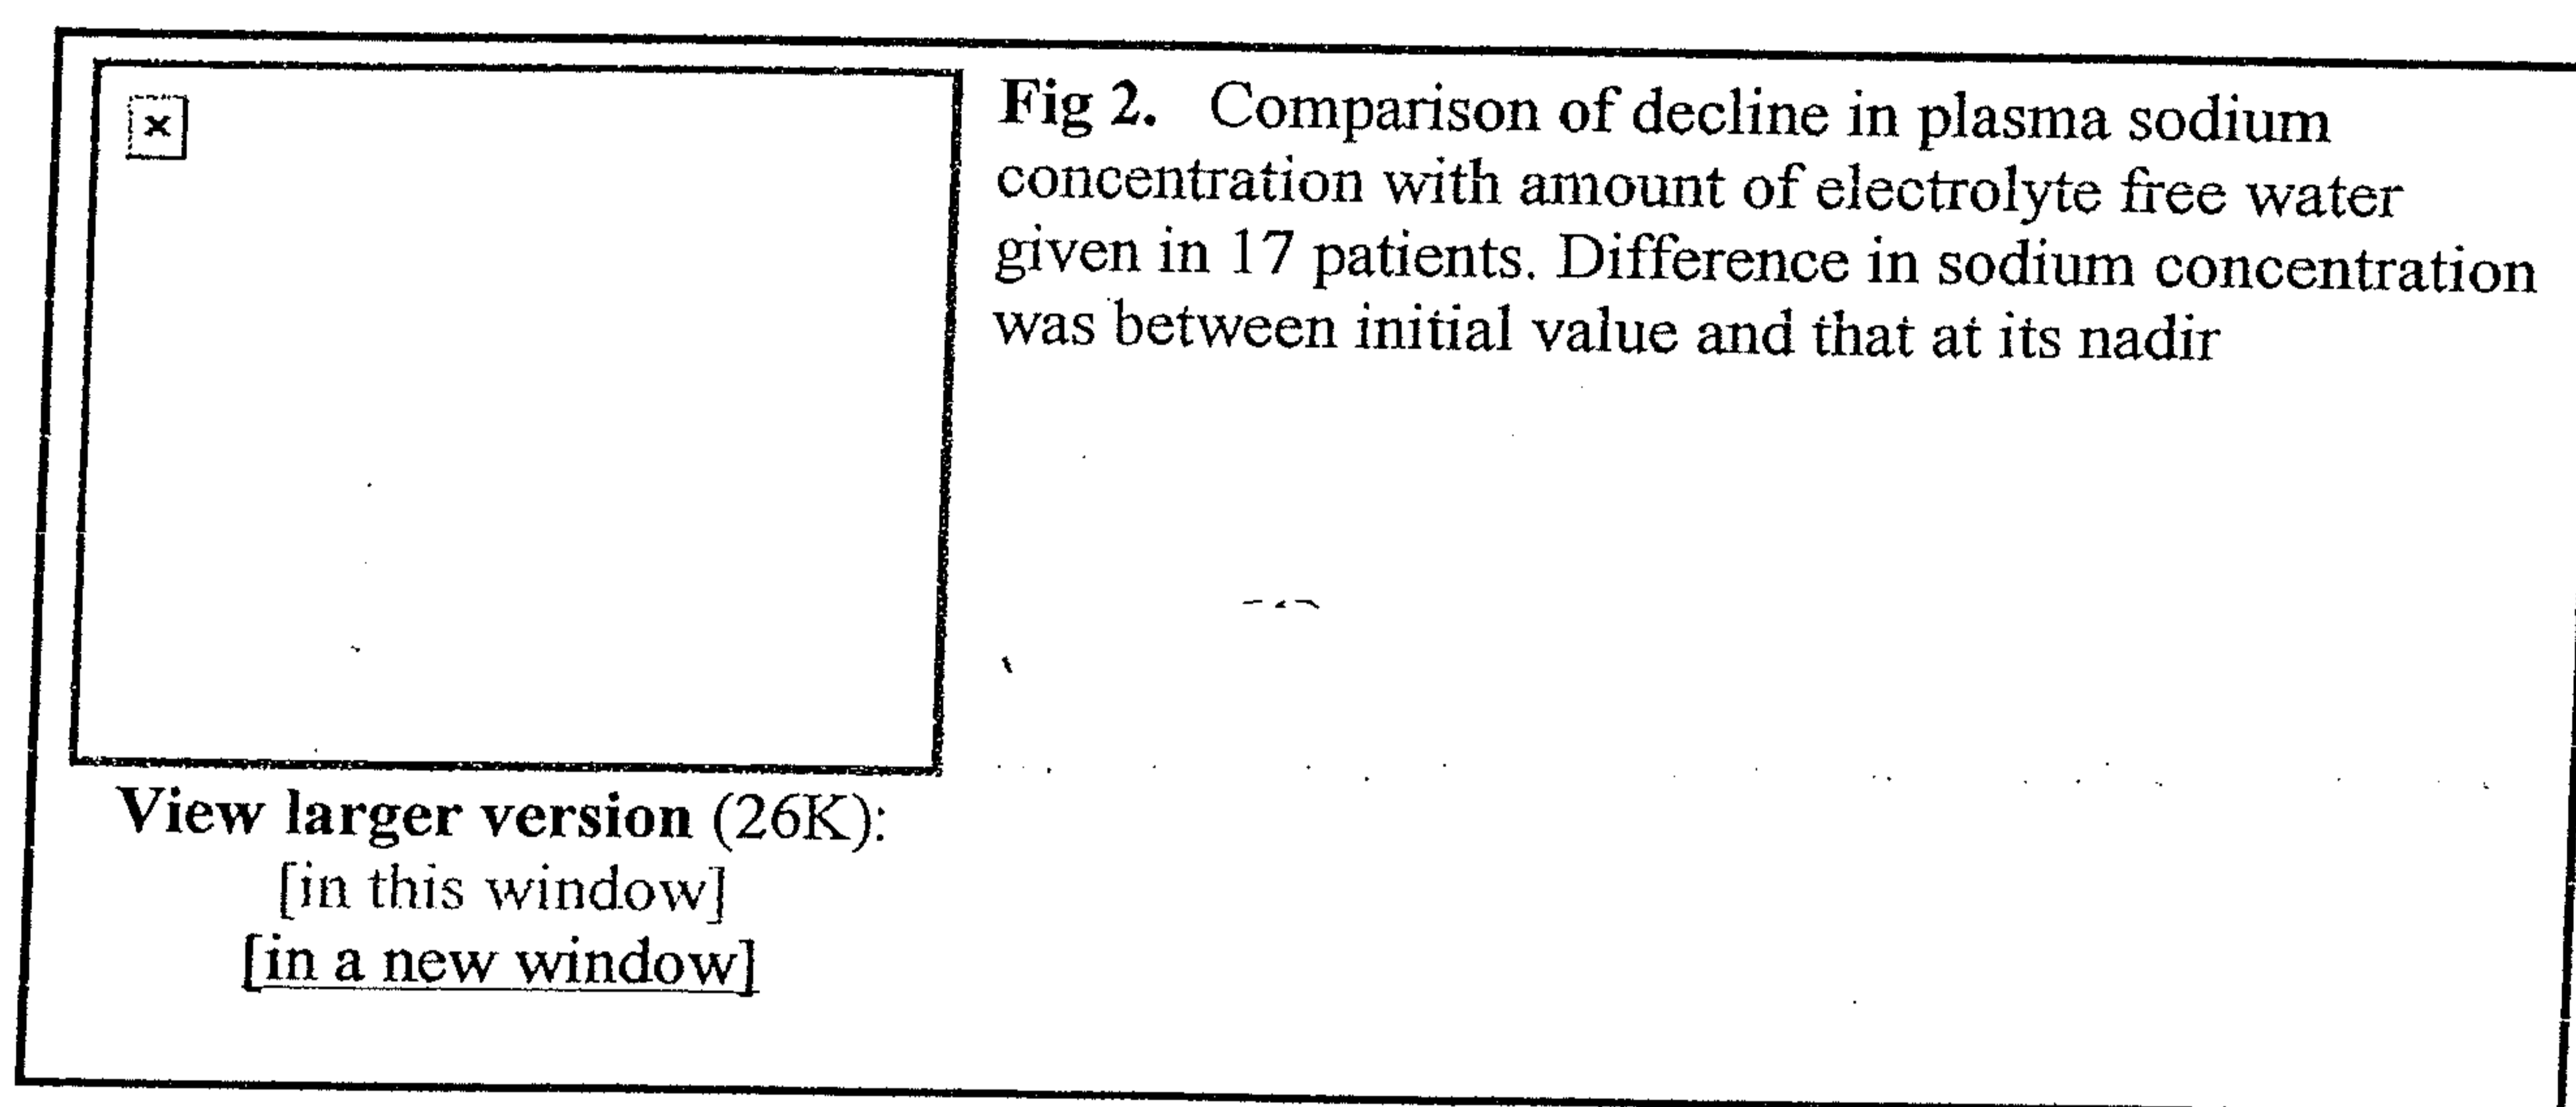 Fig 2. Comparison of decline in plasma sodium
concentration with amount of electrolyte free water
given in 17 patients. Difference in sodium concentration
was between initial value and that at its nadir
View larger version (26K):
[in this window]
[in a new window]